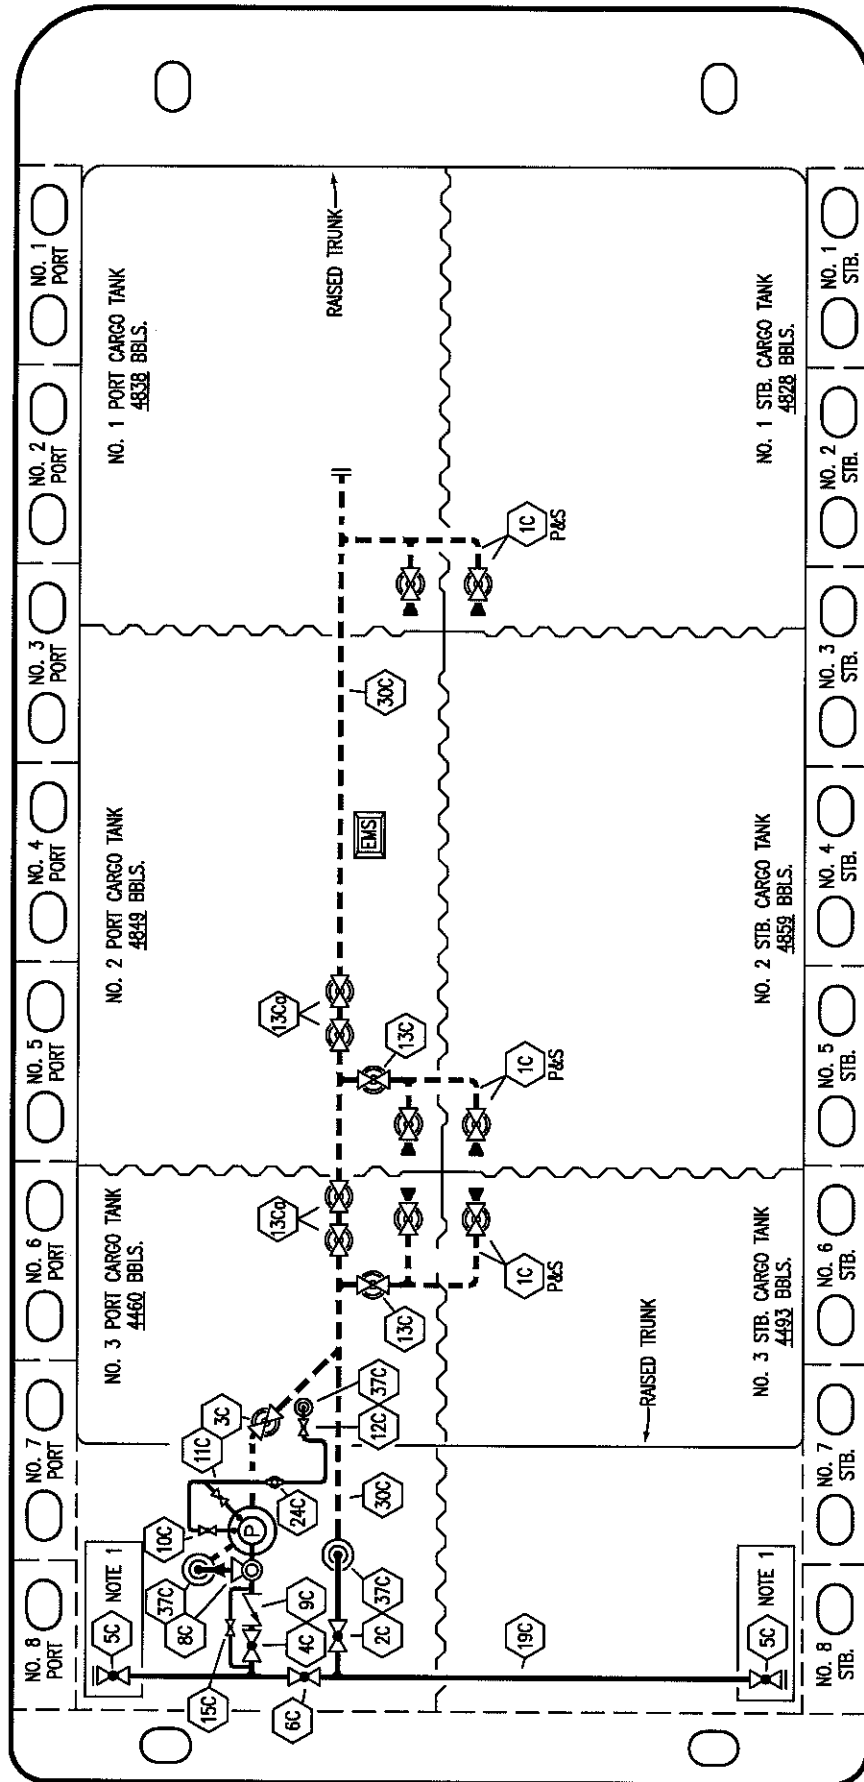 NO. 8
PORT
NO. 7
PORT
NO. 6
PORT
NO. 5
PORT
NO. 4
PORT
NO. 3
PORT
NO. 2
PORT
NO. 1
PORT
NO. 3 PORT CARGO TANK
4460 BBLS.
NO. 2 PORT CARGO TANK
4849 BBLS.
NO. 1 PORT CARGO TANK
4838 BBLS.
5C
NOTE 1
37C
8C
10C
11C
3C
15C
4C
9C
24C
12C
37C
6C
2C
37C
30C
13C
13Ca
13Ca
13C
EMS
30C
RAISED TRUNK
1C
P&S
1C
P&S
1C
P&S
19C
RAISED TRUNK
5C
NOTE 1
NO. 3 STB. CARGO TANK
4493 BBLS.
NO. 2 STB. CARGO TANK
4859 BBLS.
NO. 1 STB. CARGO TANK
4828 BBLS.
NO. 8
STB.
NO. 7
STB.
NO. 6
STB.
NO. 5
STB.
NO. 4
STB.
NO. 3
STB.
NO. 2
STB.
NO. 1
STB.
P